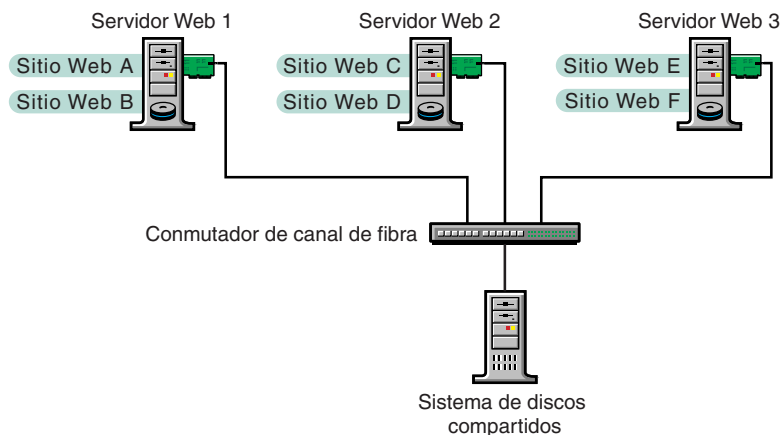 Servidor Web 1
Servidor Web 2
Servidor Web 3
Sitio Web A
Sitio Web C
Sitio Web E
Sitio Web B
Sitio Web D
Sitio Web F
Conmutador de canal de fibra
Sistema de discos
compartidos